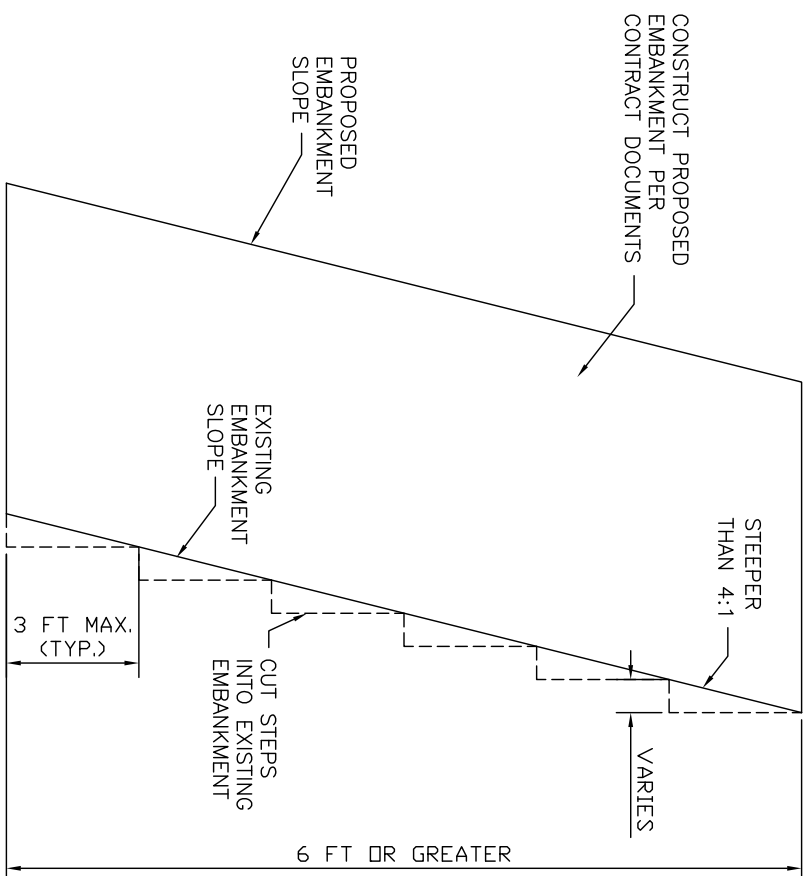 CONSTRUCT PROPOSED
EMBANKMENT PER
CONTRACT DOCUMENTS
PROPOSED
EMBANKMENT
SLOPE
STEEPER
THAN 4:1
EXISTING
EMBANKMENT
SLOPE
3 FT MAX.
(TYP.)
CUT STEPS
INTO EXISTING
EMBANKMENT
VARIES
6 FT OR GREATER